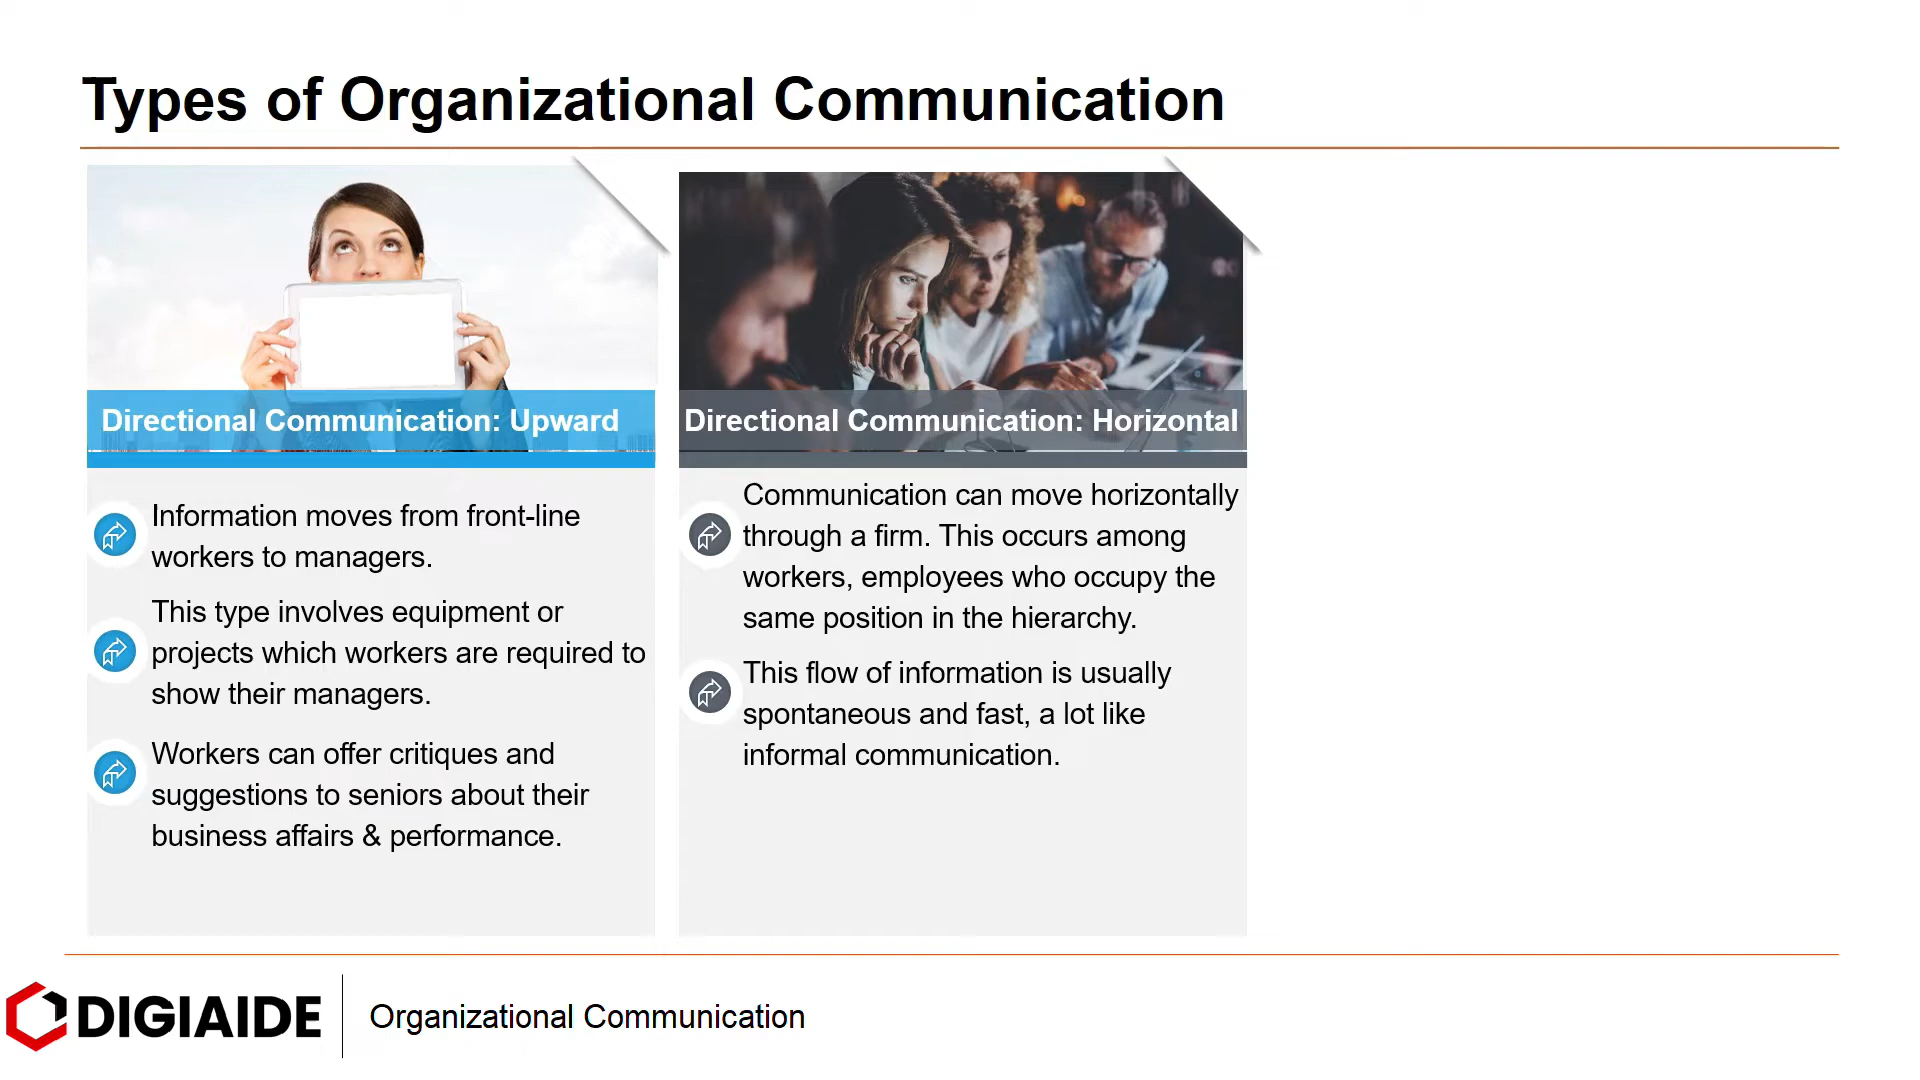 Types of Organizational Communication
Directional Communication: Upward
Information moves from front-line
workers to managers.
This type involves equipment or
projects which workers are required to
show their managers.
Workers can offer critiques and
suggestions to seniors about their
business affairs & performance.
Directional Communication: Horizontal
Communication can move horizontally
through a firm. This occurs among
workers, employees who occupy the
same position in the hierarchy.
This flow of information is usually
spontaneous and fast, a lot like
informal communication.
DIGIAIDE
Organizational Communication